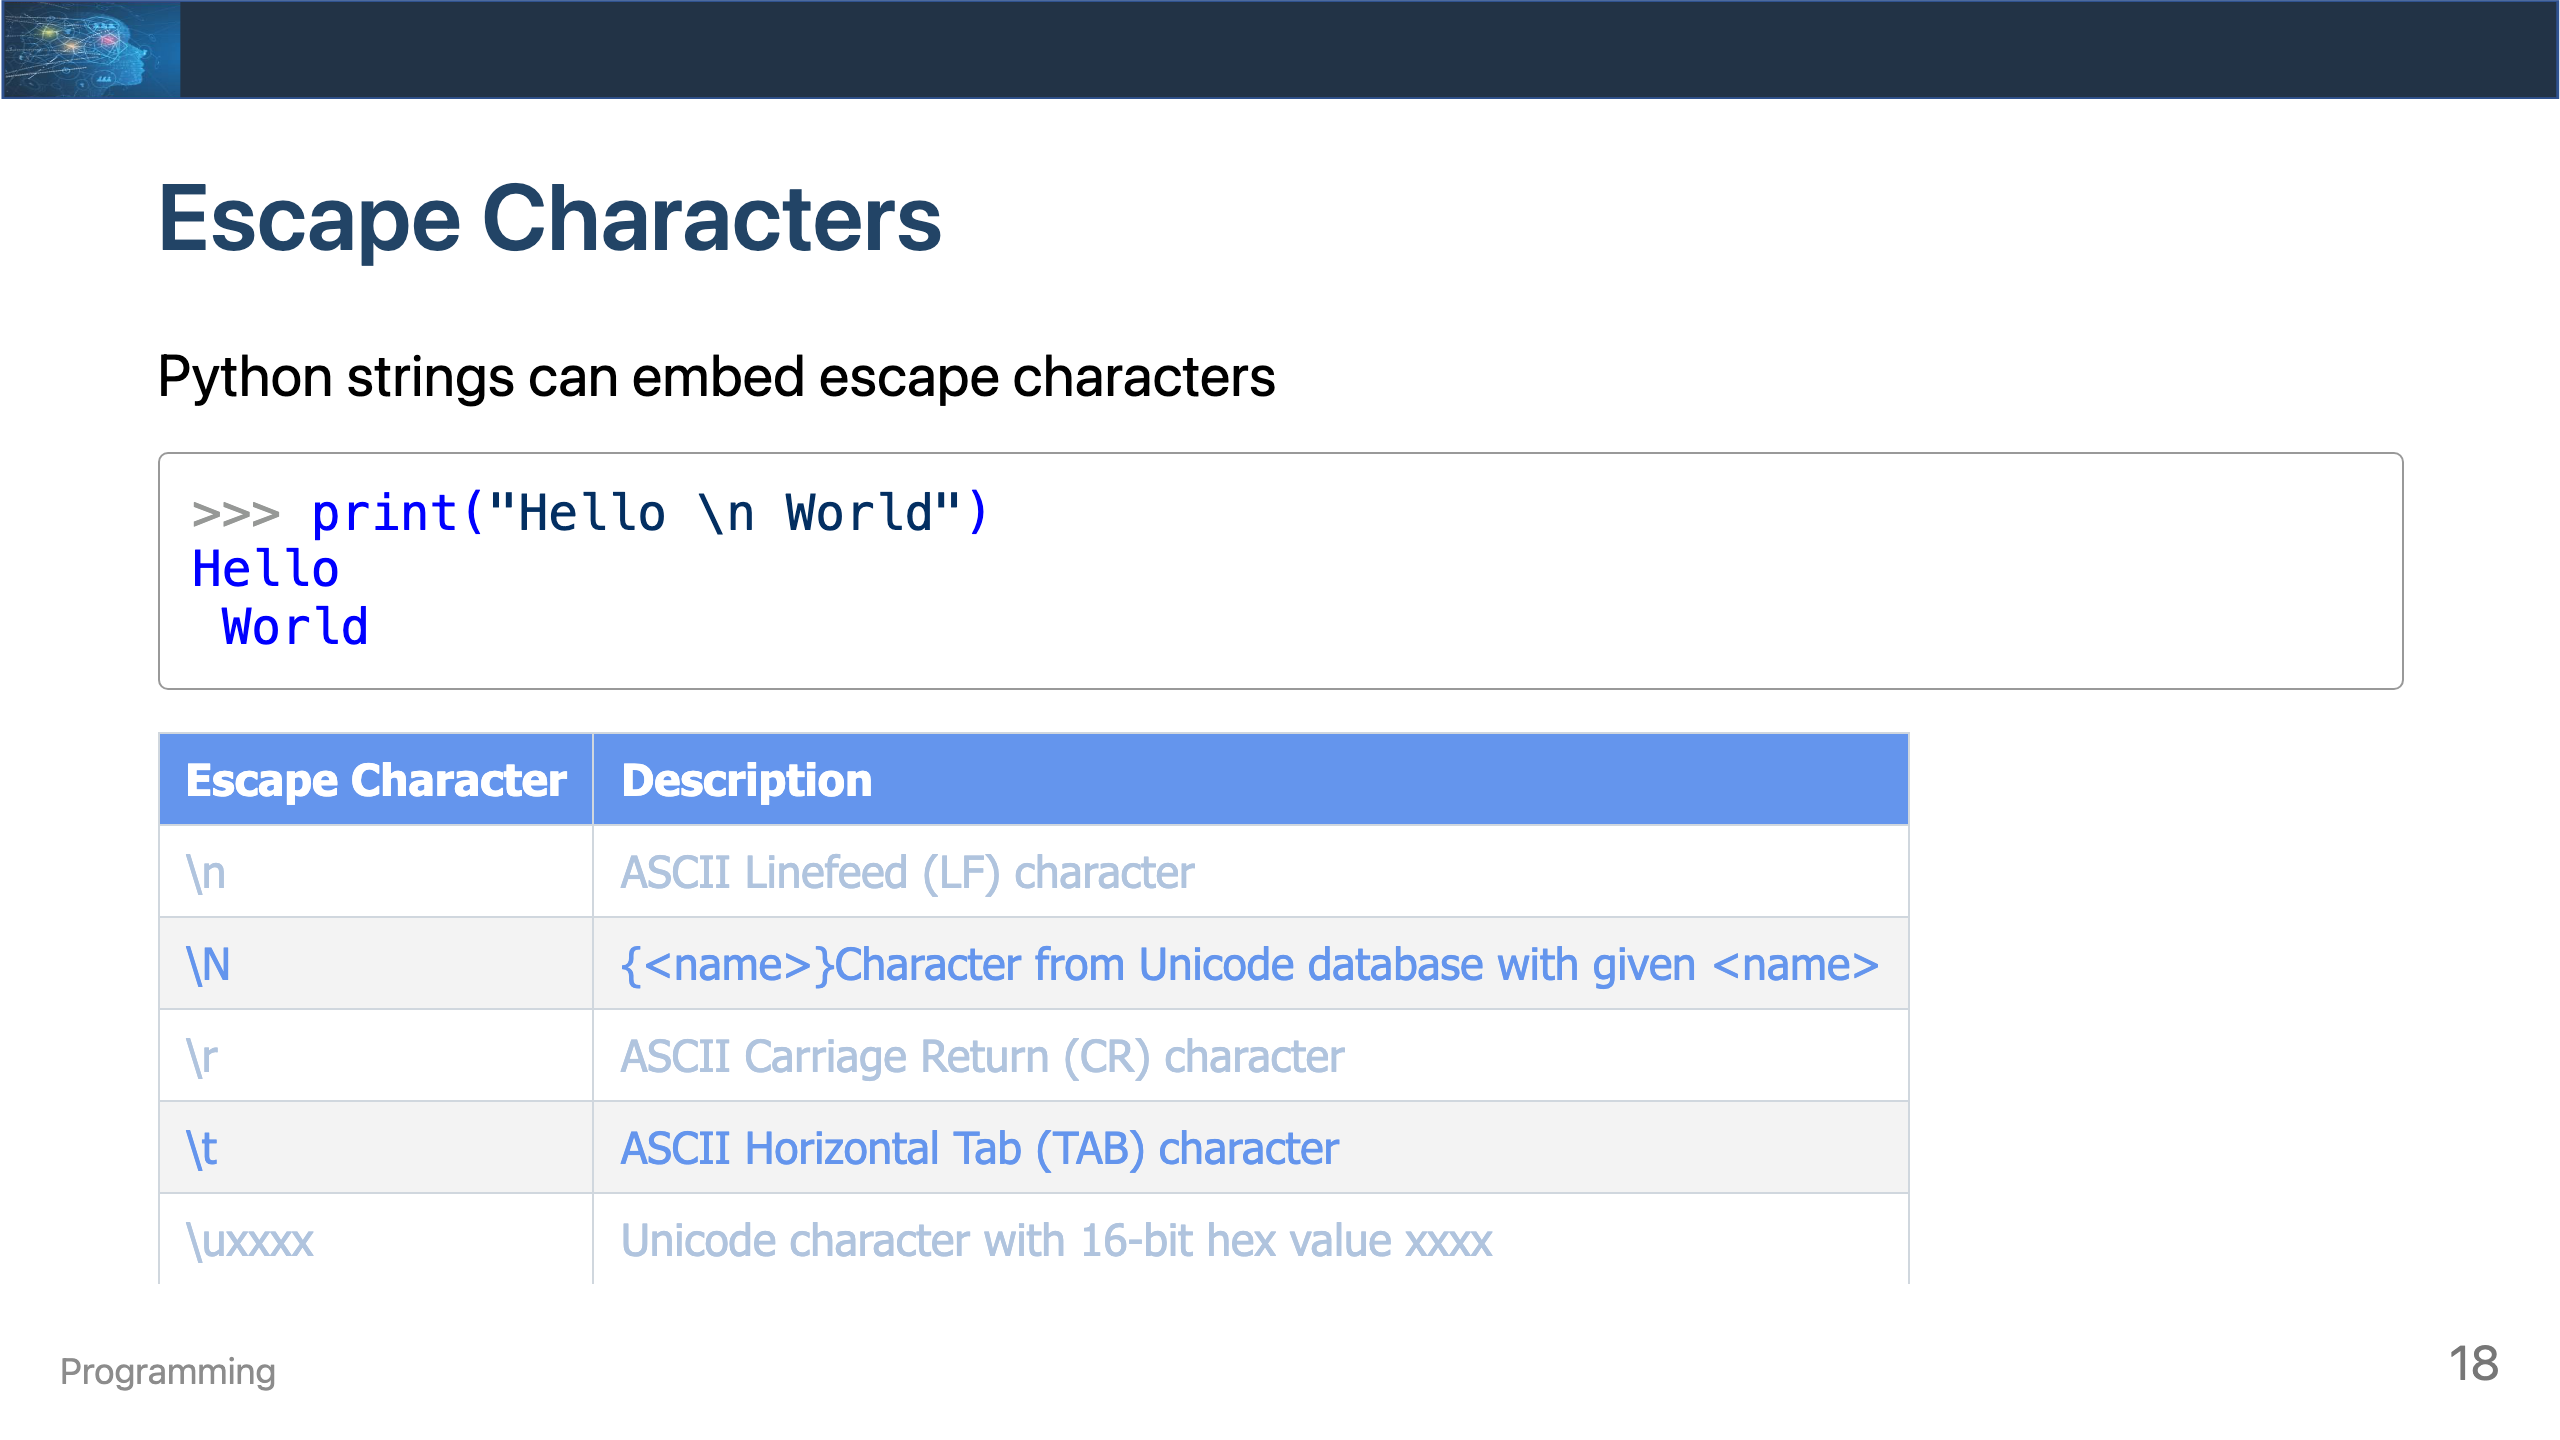 Escape Characters
Python strings can embed escape characters
>>> print("Hello \n World")
Hello
 World
Escape Character Description
\n ASCII Linefeed (LF) character
\N {<name>}Character from Unicode database with given <name>
\r ASCII Carriage Return (CR) character
\t ASCII Horizontal Tab (TAB) character
\uxxxx Unicode character with 16-bit hex value xxxx
Programming
18